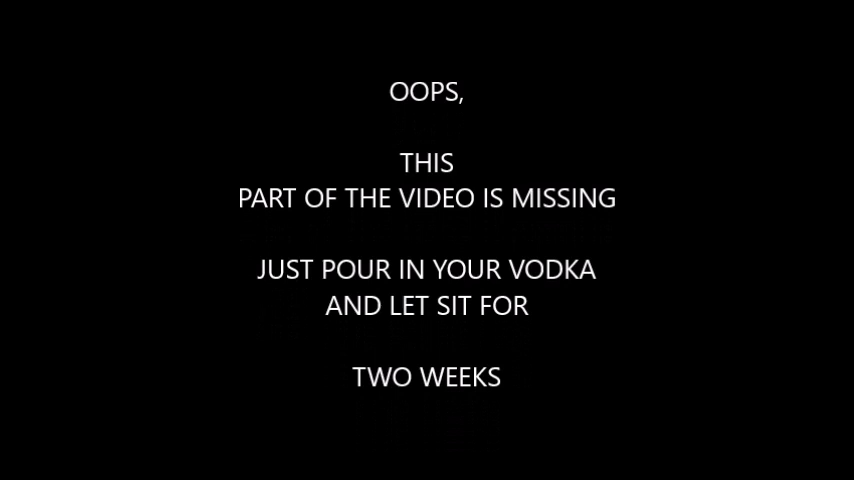 OOPS,
THIS
PART OF THE VIDEO IS MISSING
JUST POUR IN YOUR VODKA
AND LET SIT FOR
TWO WEEKS